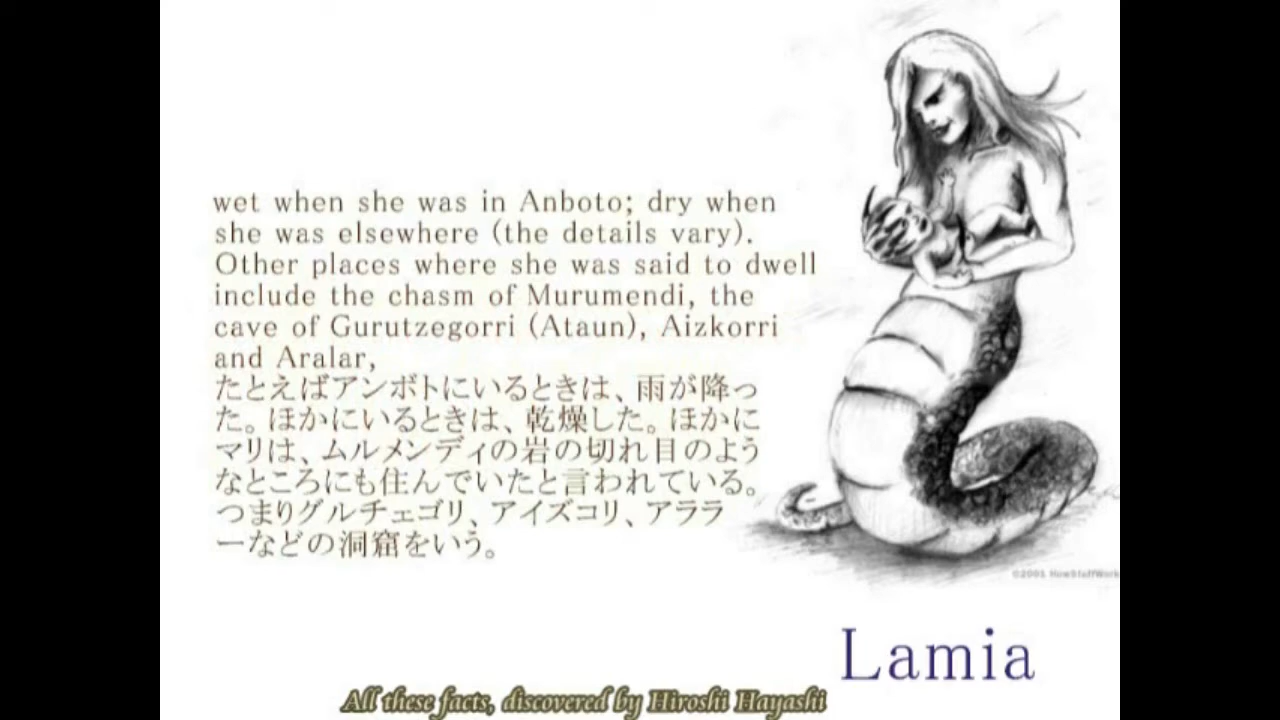 wet when she was in Anboto; dry when
she was elsewhere (the details vary).
Other places where she was said to dwell
include the chasm of Murumendi, the
cave of Gurutzegorri (Ataun), Aizkorri
and Aralar,
たとえばアンボトにいるときは、雨が降っ
た。ほかにいるときは、乾燥した。ほかに
マリは、ムルメンディの岩の切れ目のよう
なところにも住んでいたと言われている。
つまりグルチェゴリ、アイズコリ、アララ
ーなどの洞窟をいう。
©2001 HowStuffWork
Lamia
All these facts, discovered by Hiroshi Hayashi